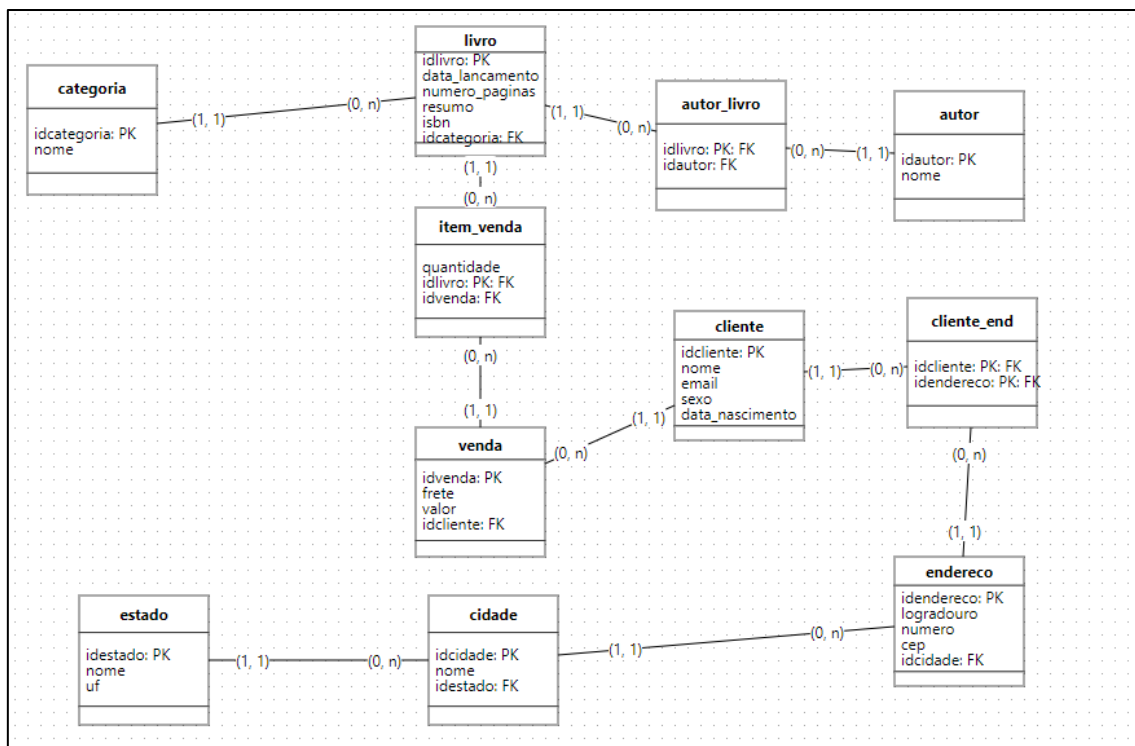 livro
idlivro: PK
data_lancamento
numero_paginas
resumo
isbn
idcategoria: FK
categoria
idcategoria: PK
nome
(1, 1)
(0, n)
(1, 1)
(0, n)
autor_livro
idlivro: PK: FK
idautor: FK
(0, n)
(1, 1)
autor
idautor: PK
nome
(1, 1)
(0, n)
item_venda
quantidade
idlivro: PK: FK
idvenda: FK
(0, n)
(1, 1)
venda
idvenda: PK
frete
valor
idcliente: FK
(0, n)
(1, 1)
cliente
idcliente: PK
nome
email
sexo
data_nascimento
(1, 1)
(0, n)
cliente_end
idcliente: PK: FK
idendereco: PK: FK
(0, n)
(1, 1)
endereco
idendereco: PK
logradouro
numero
cep
idcidade: FK
estado
idestado: PK
nome
uf
(1, 1)
(0, n)
cidade
idcidade: PK
nome
idestado: FK
(1, 1)
(0, n)